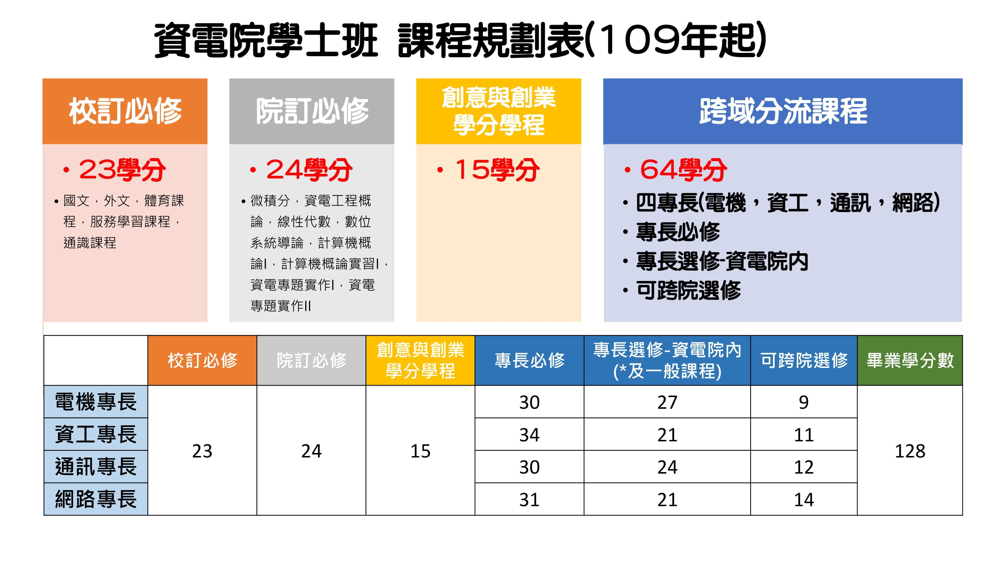 資電院學士班 課程規劃表(109年起)
校訂必修
• 23學分
• 國文，外文，體育課
程，服務學習課程，
通識課程
院訂必修
• 24學分
• 微積分，資電工程概
論，線性代數，數位
系統導論，計算機概
論I，計算機概論實習I，
資電專題實作I，資電
專題實作II
創意與創業
學分學程
• 15學分
跨域分流課程
• 64學分
• 四專長(電機，資工，通訊，網路)
• 專長必修
• 專長選修-資電院內
• 可跨院選修
校訂必修 院訂必修 創意與創業 學分學程 專長必修 專長選修-資電院內 (*及一般課程) 可跨院選修 畢業學分數
電機專長 30 27 9
資工專長 34 21 11
23 24 15 128
通訊專長 30 24 12
網路專長 31 21 14